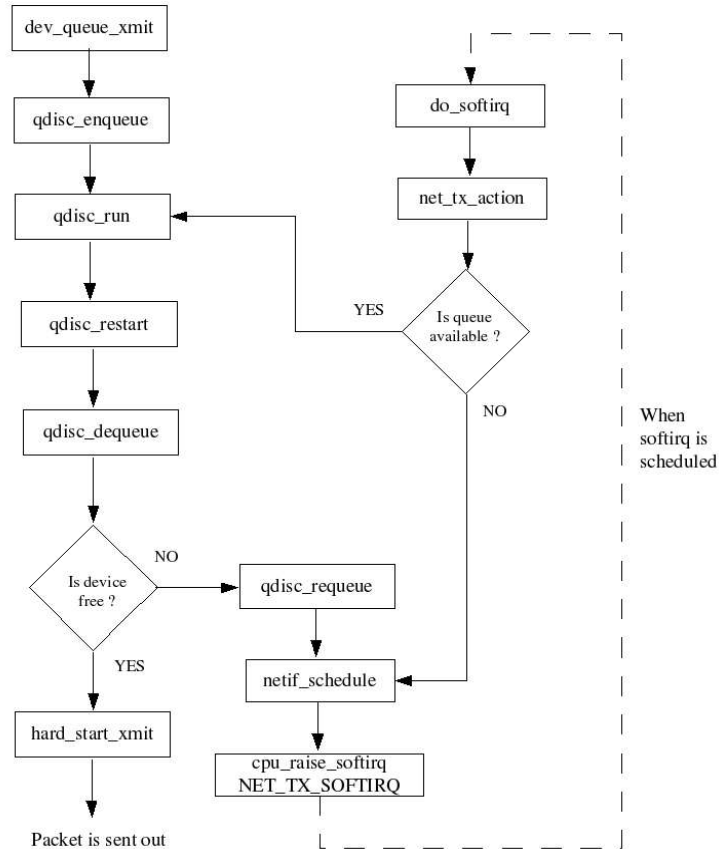 dev_queue_xmit
qdisc_enqueue
qdisc_run
qdisc_restart
qdisc_dequeue
Is device
free ?
NO
YES
hard_start_xmit
Packet is sent out
qdisc_requeue
netif_schedule
cpu_raise_softirq
NET_TX_SOFTIRQ
do_softirq
net_tx_action
Is queue
available ?
YES
NO
When
softirq is
scheduled